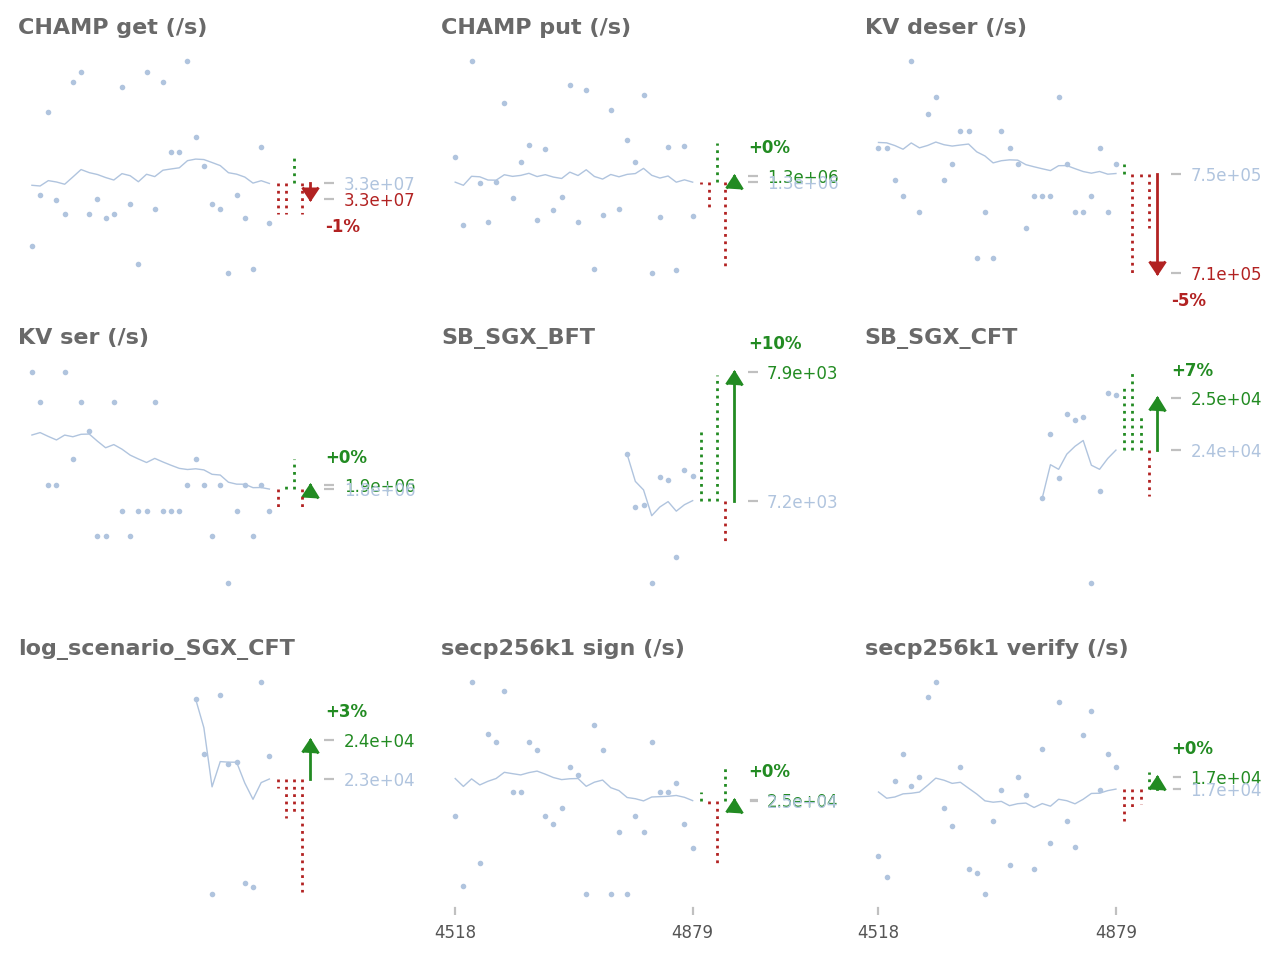 CHAMP get (/s)
3.3e+07
3.3e+07
-1%
CHAMP put (/s)
+0%
1.3e+06
1.3e+06
KV deser (/s)
7.5e+05
7.1e+05
-5%
KV ser (/s)
+0%
1.9e+06
SB_SGX_BFT
+10%
7.9e+03
7.2e+03
SB_SGX_CFT
+7%
2.5e+04
2.4e+04
log_scenario_SGX_CFT
+3%
2.4e+04
2.3e+04
secp256k1 sign (/s)
+0%
2.5e+04
4518
4879
secp256k1 verify (/s)
+0%
1.7e+04
1.7e+04
4518
4879